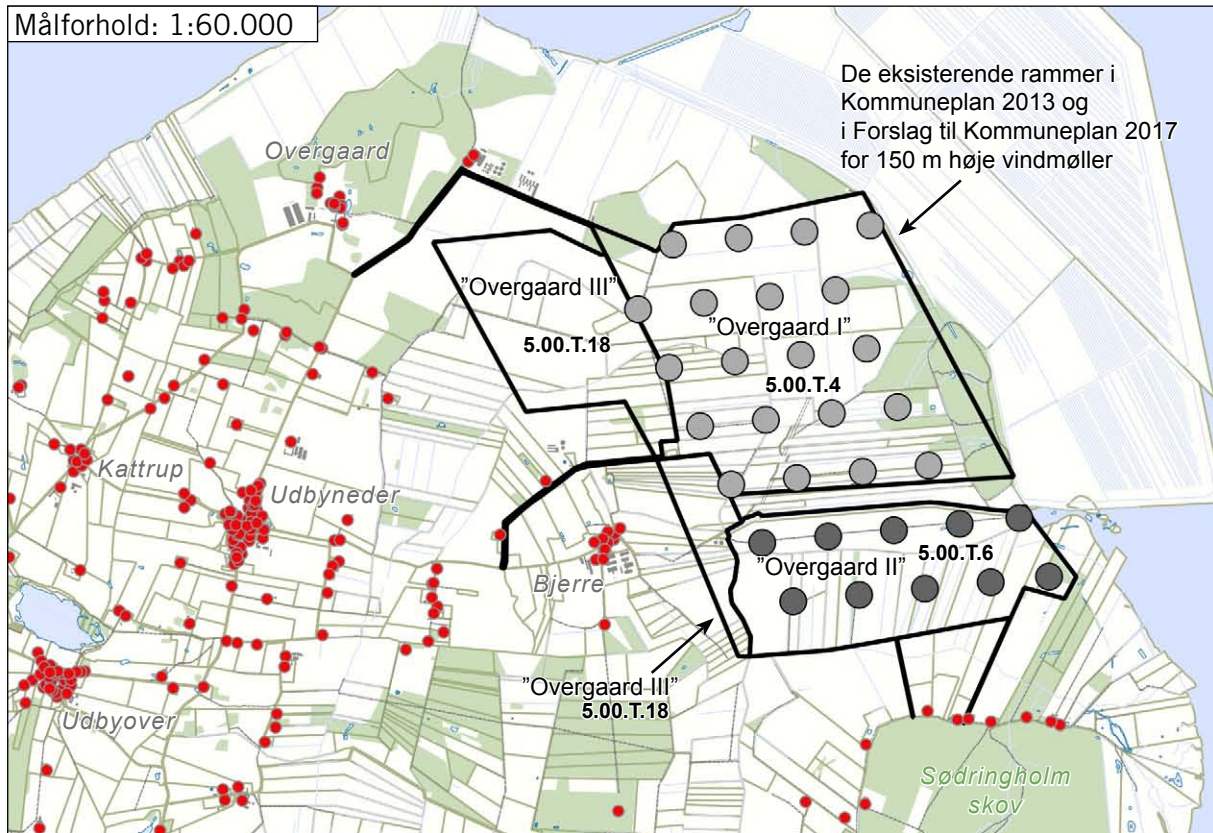 Målforhold: 1:60.000
De eksisterende rammer i
Kommuneplan 2013 og
i Forslag til Kommuneplan 2017
for 150 m høje vindmøller
Overgaard
"Overgaard III"
5.00.T.18
"Overgaard I"
5.00.T.4
Kattrup
Udbyneder
Bjerre
"Overgaard II"
5.00.T.6
"Overgaard III"
5.00.T.18
Udbyover
Sødringholm
skov